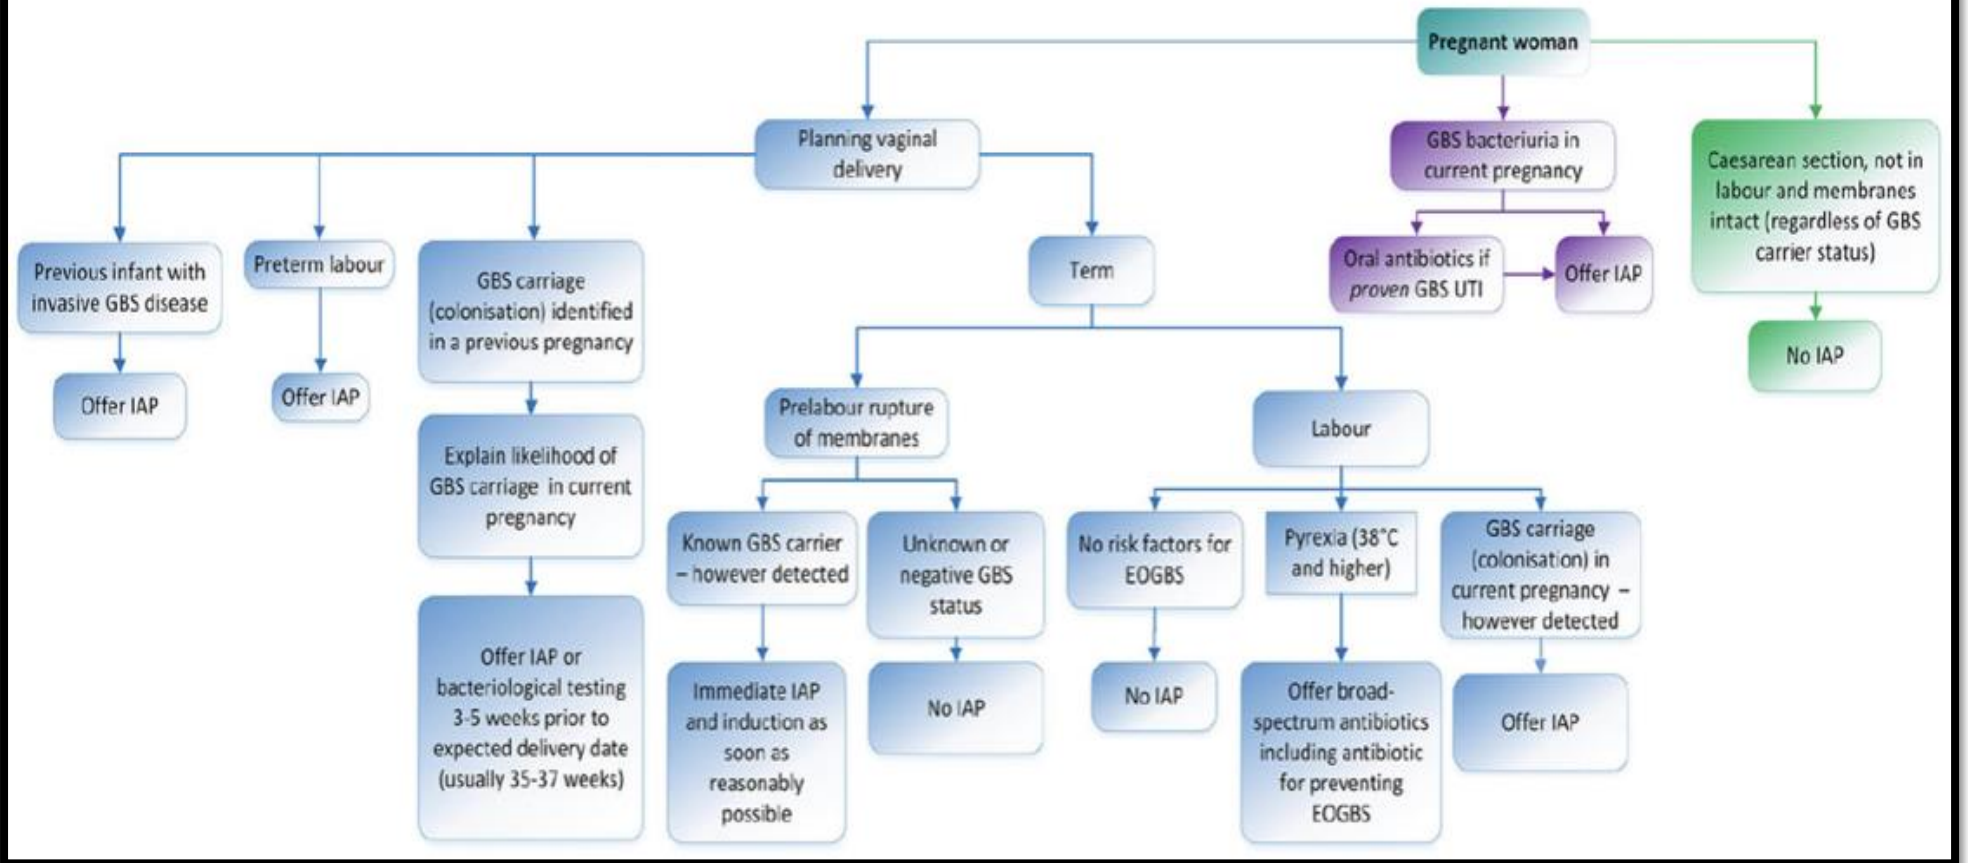 Pregnant woman
Planning vaginal
delivery
GBS bacteriuria in
current pregnancy
Caesarean section, not in
labour and membranes
intact (regardless of GBS
carrier status)
Previous infant with
invasive GBS disease
Preterm labour
GBS carriage
(colonisation) identified
in a previous pregnancy
Term
Oral antibiotics if
proven GBS UTI
Offer IAP
No IAP
Offer IAP
Offer IAP
Explain likelihood of
GBS carriage in current
pregnancy
Prelabour rupture
of membranes
Labour
Known GBS carrier
– however detected
Unknown or
negative GBS
status
No risk factors for
EOGBS
Pyrexia (38°C
and higher)
GBS carriage
(colonisation) in
current pregnancy –
however detected
Offer IAP or
bacteriological testing
3-5 weeks prior to
expected delivery date
(usually 35-37 weeks)
Immediate IAP
and induction as
soon as
reasonably
possible
No IAP
No IAP
Offer broad-
spectrum antibiotics
including antibiotic
for preventing
EOGBS
Offer IAP